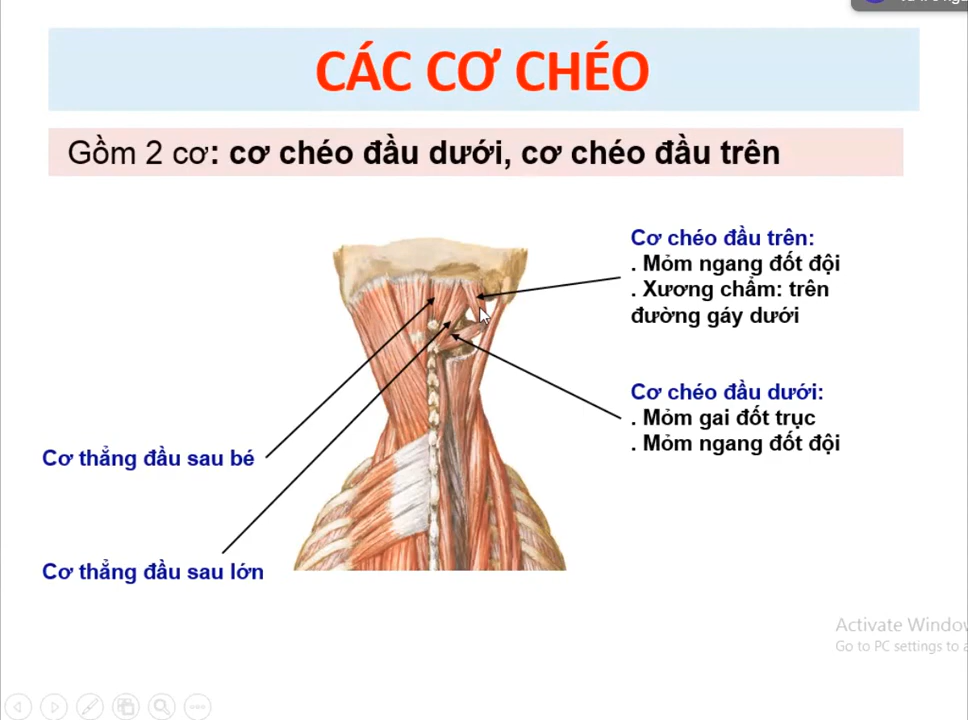 CÁC CƠ CHÉO
Gồm 2 cơ: cơ chéo đầu dưới, cơ chéo đầu trên
Cơ chéo đầu trên:
. Mỏm ngang đốt đội
. Xương chẩm: trên
đường gáy dưới
Cơ chéo đầu dưới:
. Mỏm gai đốt trục
. Mỏm ngang đốt đội
Cơ thẳng đầu sau bé
Cơ thẳng đầu sau lớn
Activate Window
Go to PC settings to a